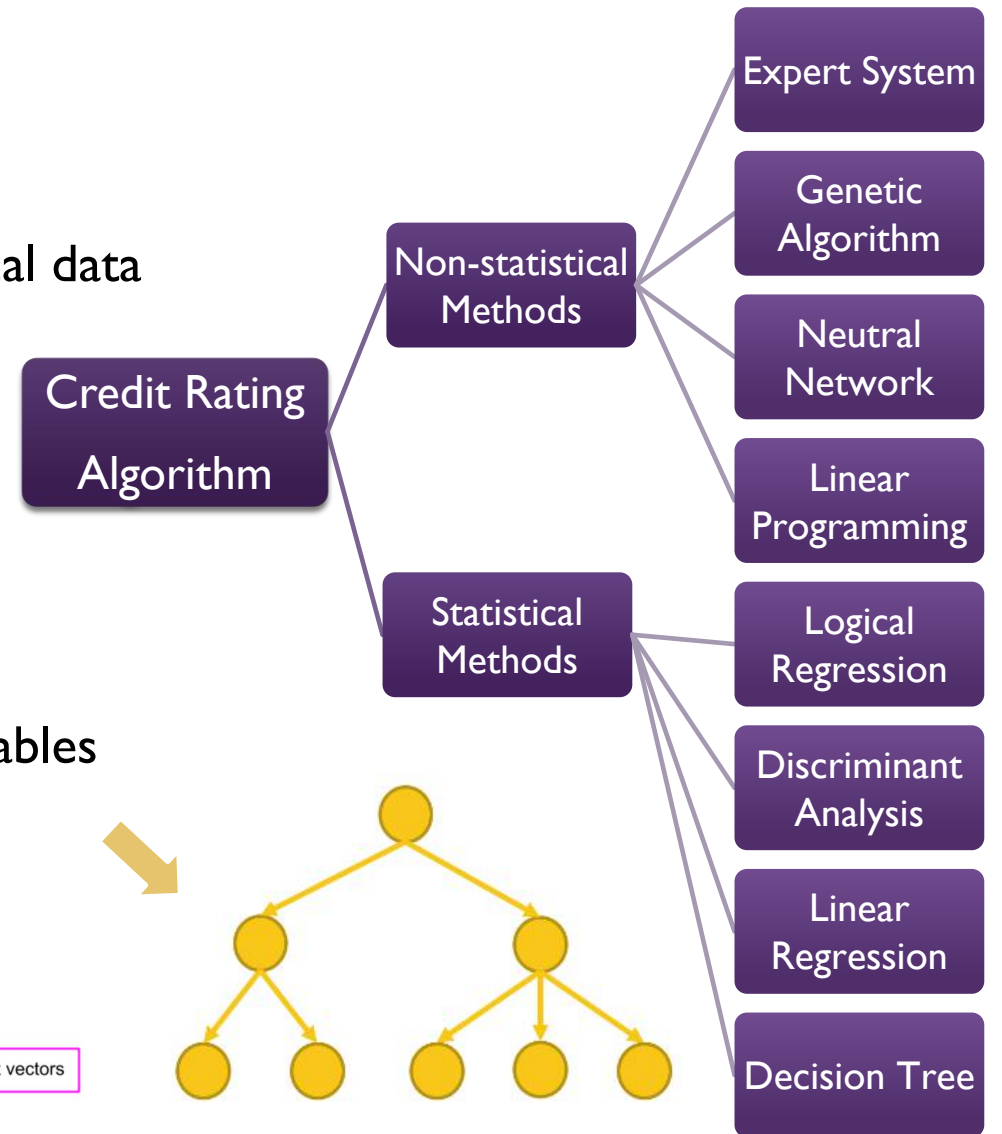 Expert System
Genetic
Algorithm
al data
Non-statistical
Methods
Neutral
Network
Credit Rating
Algorithm
Linear
Programming
Statistical
Methods
Logical
Regression
ables
Discriminant
Analysis
Linear
Regression
vectors
Decision Tree